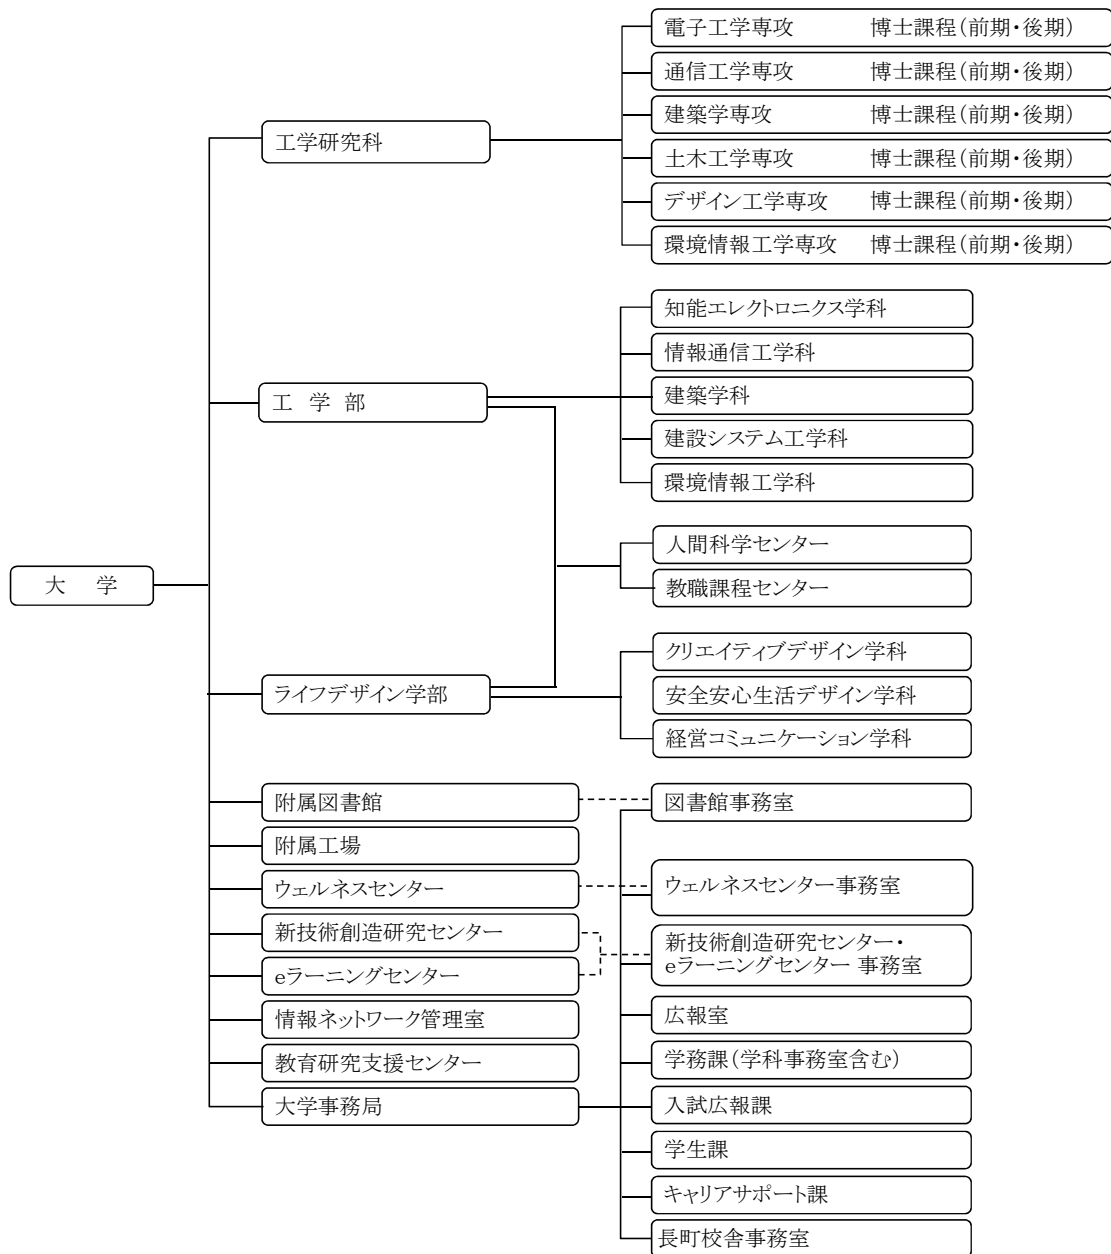 電子工学専攻 博士課程(前期・後期)
通信工学専攻 博士課程(前期・後期)
建築学専攻 博士課程(前期・後期)
工学研究科
土木工学専攻 博士課程(前期・後期)
デザイン工学専攻 博士課程(前期・後期)
環境情報工学専攻 博士課程(前期・後期)
知能エレクトロニクス学科
情報通信工学科
工 学 部
建築学科
建設システム工学科
環境情報工学科
人間科学センター
大 学
教職課程センター
クリエイティブデザイン学科
ライフデザイン学部
安全安心生活デザイン学科
経営コミュニケーション学科
附属図書館
図書館事務室
附属工場
ウェルネスセンター
ウェルネスセンター事務室
新技術創造研究センター
新技術創造研究センター・
eラーニングセンター 事務室
eラーニングセンター
情報ネットワーク管理室
広報室
教育研究支援センター
学務課(学科事務室含む)
大学事務局
入試広報課
学生課
キャリアサポート課
長町校舎事務室